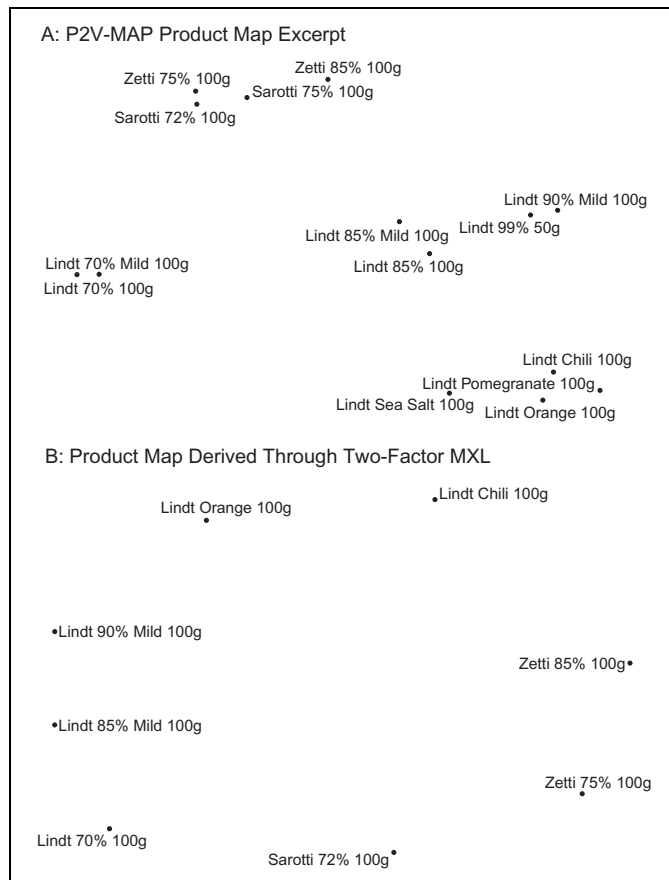 A: P2V-MAP Product Map Excerpt
Zetti 85% 100g
Zetti 75% 100g
Sarotti 75% 100g
Sarotti 72% 100g
Lindt 90% Mild 100g
Lindt 99% 50g
Lindt 85% Mild 100g
Lindt 85% 100g
Lindt 70% Mild 100g
Lindt 70% 100g
Lindt Chili 100g
Lindt Pomegranate 100g
Lindt Sea Salt 100g
Lindt Orange 100g
B: Product Map Derived Through Two-Factor MXL
Lindt Chili 100g
Lindt Orange 100g
Lindt 90% Mild 100g
Zetti 85% 100g
Lindt 85% Mild 100g
Zetti 75% 100g
Lindt 70% 100g
Sarotti 72% 100g